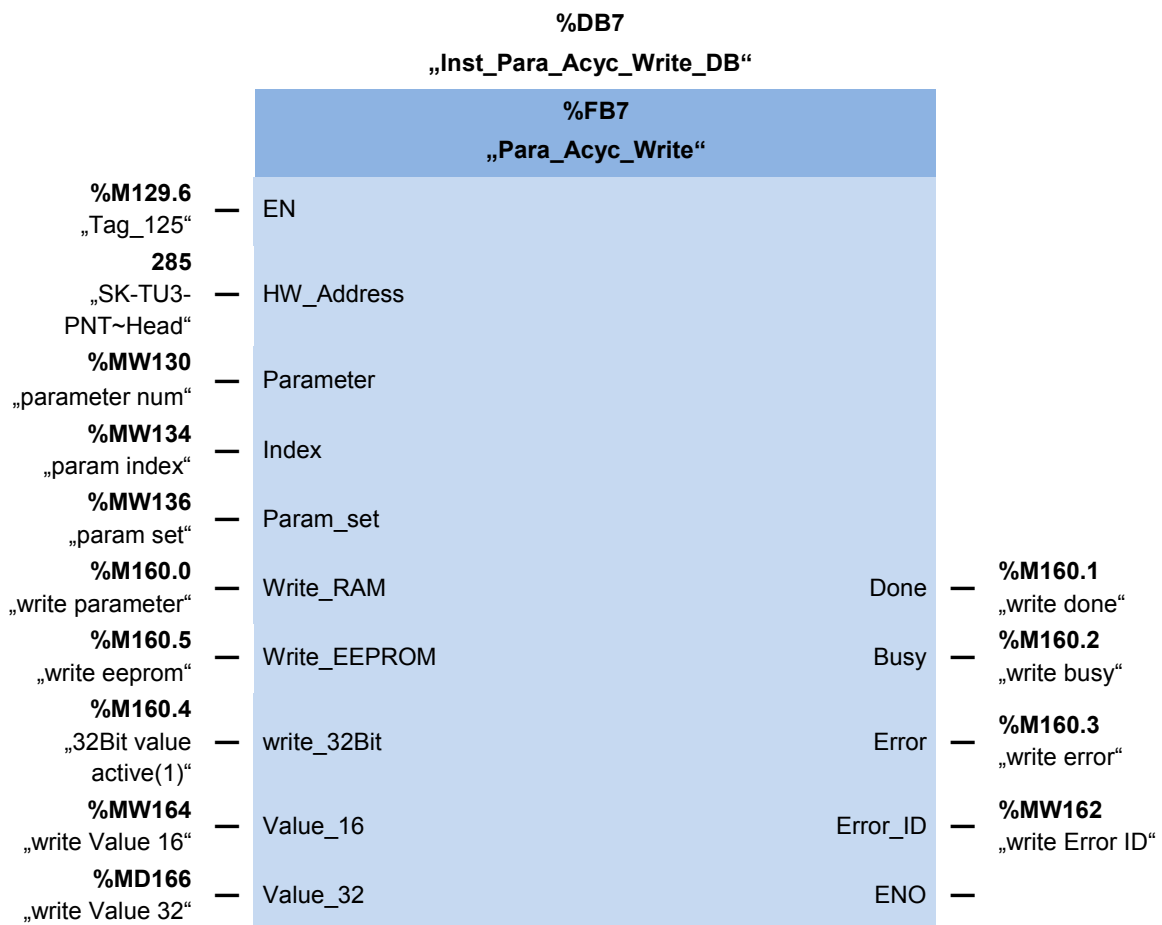 %DB7
„Inst_Para_Acyc_Write_DB“
%FB7
„Para_Acyc_Write“
%M129.6
„Tag_125“
EN
285
„SK-TU3-
PNT~Head“
HW_Address
%MW130
„parameter num“
Parameter
%MW134
„param index“
Index
%MW136
„param set“
Param_set
%M160.0
„write parameter“
Write_RAM
Done
%M160.1
„write done“
%M160.5
„write eeprom“
Write_EEPROM
Busy
%M160.2
„write busy“
%M160.4
„32Bit value
active(1)“
write_32Bit
Error
%M160.3
„write error“
%MW164
„write Value 16“
Value_16
Error_ID
%MW162
„write Error ID“
%MD166
„write Value 32“
Value_32
ENO